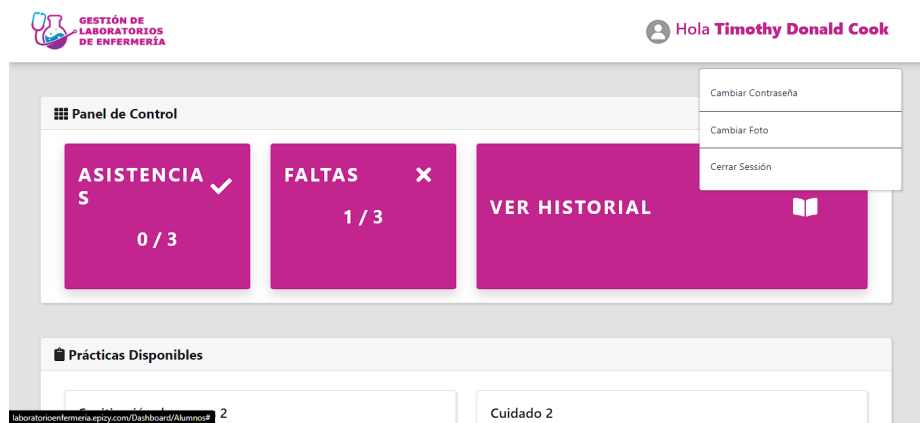 GESTIÓN DE
LABORATORIOS
DE ENFERMERÍA
Hola Timothy Donald Cook
Cambiar Contraseña
Cambiar Foto
Cerrar Sessión
Panel de Control
ASISTENCIA
S
0 / 3
FALTAS
1 / 3
VER HISTORIAL
Prácticas Disponibles
2
Cuidado 2
laboratorioenfermeria.epizy.com/Dashboard/Alumnos#